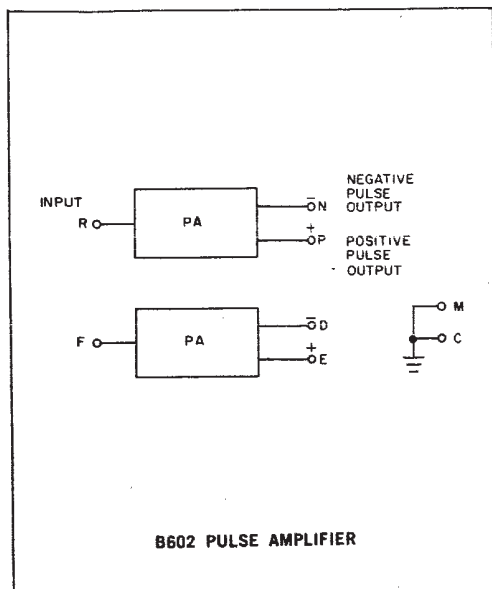 INPUT
R
PA
− N
+ P
NEGATIVE
PULSE
OUTPUT
POSITIVE
PULSE
OUTPUT
F
PA
− D
+ E
M
C
B602 PULSE AMPLIFIER